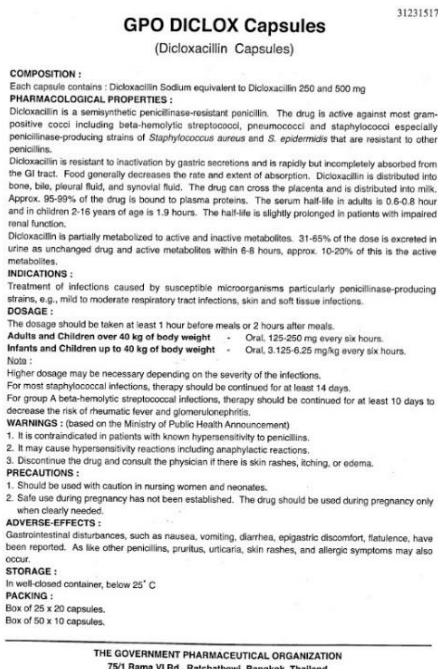 31231517
GPO DICLOX Capsules
(Dicloxacillin Capsules)
COMPOSITION :
Each capsule contains : Dicloxacillin Sodium equivalent to Dicloxacillin 250 and 500 mg
PHARMACOLOGICAL PROPERTIES :
Dicloxacillin is a semisynthetic penicillinase-resistant penicillin. The drug is active against most gram-
positive cocci including beta-hemolytic streptococci, pneumococci and staphylococci especially
penicillinase-producing strains of Staphylococcus aureus and S. epidermidis that are resistant to other
penicillins.
Dicloxacillin is resistant to inactivation by gastric secretions and is rapidly but incompletely absorbed from
the GI tract. Food generally decreases the rate and extent of absorption. Dicloxacillin is distributed into
bone, bile, pleural fluid, and synovial fluid. The drug can cross the placenta and is distributed into milk.
Approx. 95-99% of the drug is bound to plasma proteins. The serum half-life in adults is 0.6-0.8 hour
and in children 2-16 years of age is 1.9 hours. The half-life is slightly prolonged in patients with impaired
renal function.
Dicloxacillin is partially metabolized to active and inactive metabolites. 31-65% of the dose is excreted in
urine as unchanged drug and active metabolites within 6-8 hours, approx. 10-20% of this is the active
metabolites.
INDICATIONS :
Treatment of infections caused by susceptible microorganisms particularly penicillinase-producing
strains, e.g., mild to moderate respiratory tract infections, skin and soft tissue infections.
DOSAGE :
The dosage should be taken at least 1 hour before meals or 2 hours after meals.
Adults and Children over 40 kg of body weight - Oral, 125-250 mg every six hours.
Infants and Children up to 40 kg of body weight - Oral, 3.125-6.25 mg/kg every six hours.
Note :
Higher dosage may be necessary depending on the severity of the infections.
For most staphylococcal infections, therapy should be continued for at least 14 days.
For group A beta-hemolytic streptococcal infections, therapy should be continued for at least 10 days to
decrease the risk of rheumatic fever and glomerulonephritis.
WARNINGS : (based on the Ministry of Public Health Announcement)
1. It is contraindicated in patients with known hypersensitivity to penicillins.
2. It may cause hypersensitivity reactions including anaphylactic reactions.
3. Discontinue the drug and consult the physician if there is skin rashes, itching, or edema.
PRECAUTIONS :
1. Should be used with caution in nursing women and neonates.
2. Safe use during pregnancy has not been established. The drug should be used during pregnancy only
when clearly needed.
ADVERSE-EFFECTS :
Gastrointestinal disturbances, such as nausea, vomiting, diarrhea, epigastric discomfort, flatulence, have
been reported. As like other penicillins, pruritus, urticaria, skin rashes, and allergic symptoms may also
occur.
STORAGE :
In well-closed container, below 25° C
PACKING :
Box of 25 x 20 capsules.
Box of 50 x 10 capsules.
THE GOVERNMENT PHARMACEUTICAL ORGANIZATION
75/1 Rama VI Rd., Ratchathewi, Bangkok, Thailand